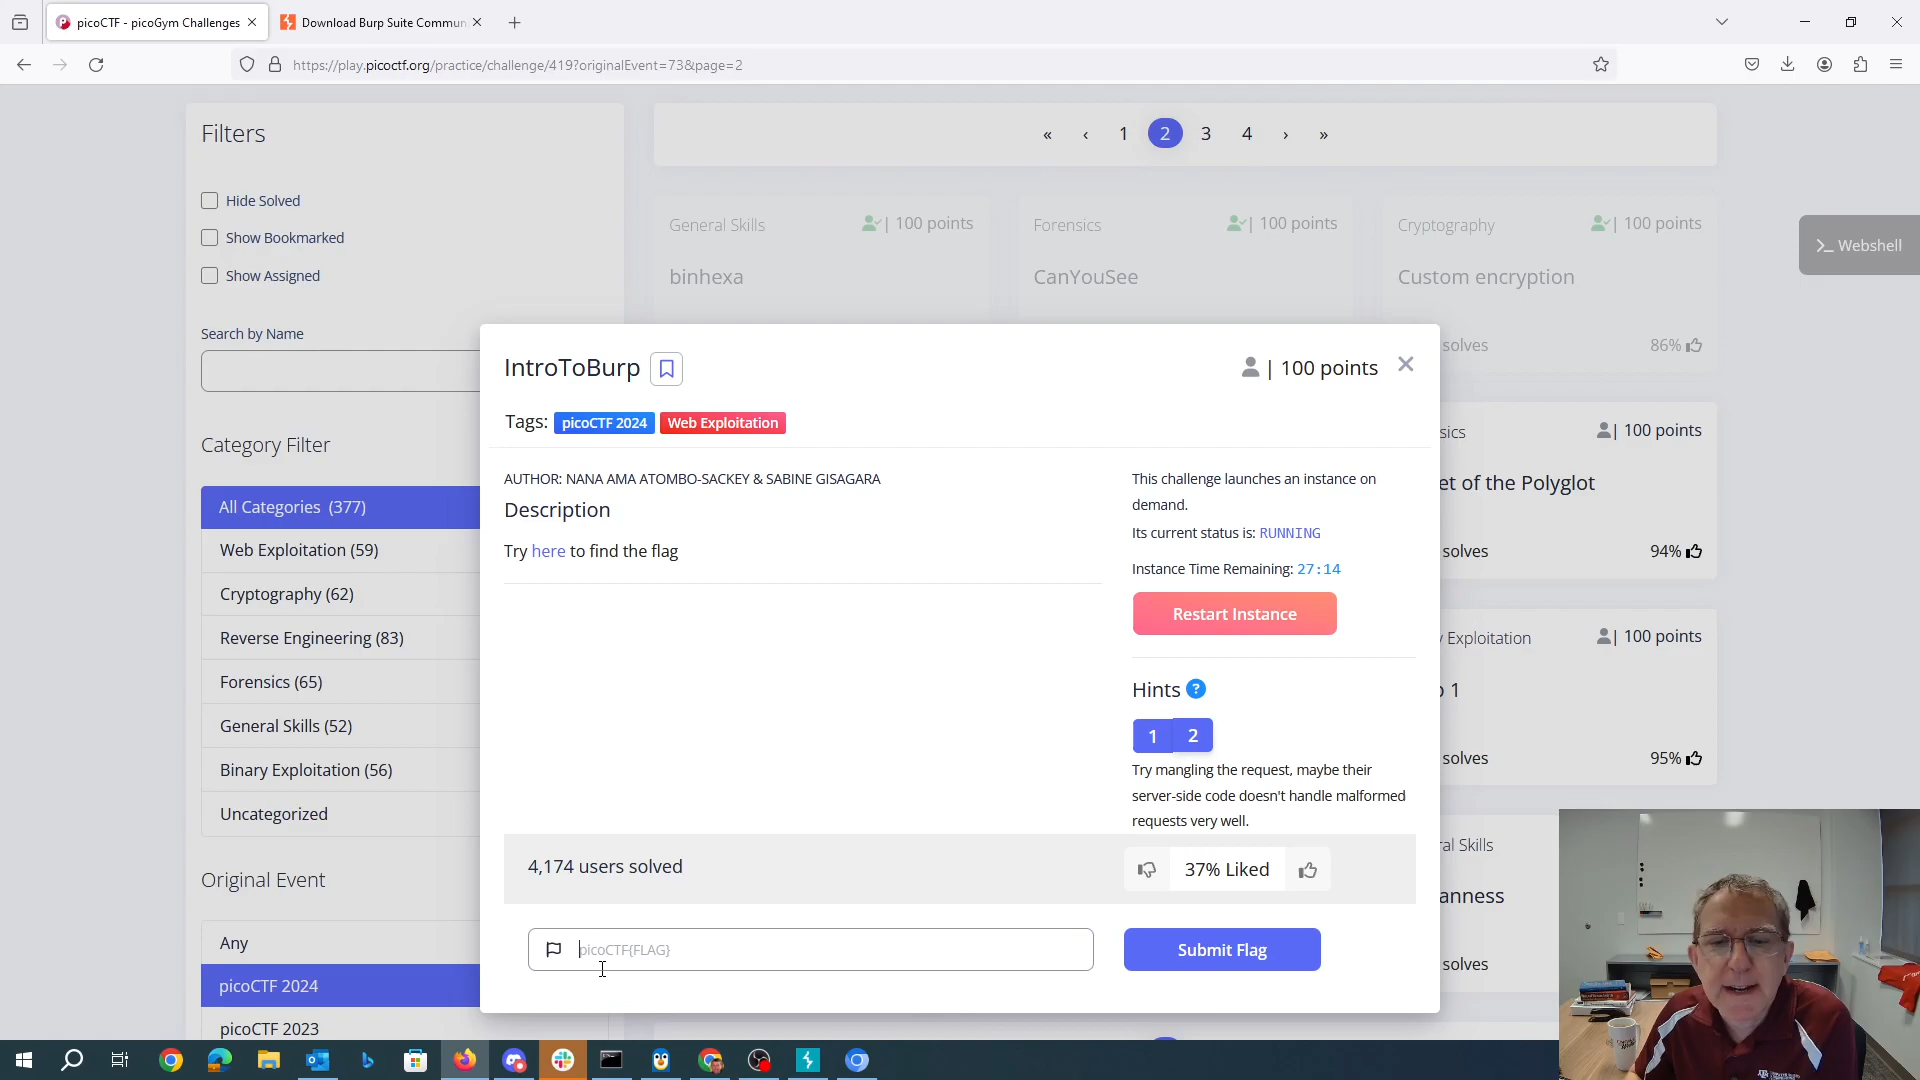 picoCTF - picoGym Challenges
Download Burp Suite Commun
https://play.picoctf.org/practice/challenge/419?originalEvent=73&page=2
Filters
« ‹ 1 2 3 4 › »
Hide Solved
Show Bookmarked
Show Assigned
Search by Name
General Skills | 100 points
binhexa
Forensics | 100 points
CanYouSee
Cryptography | 100 points
Custom encryption
solves 86%
>_ Webshell
Category Filter
All Categories (377)
Web Exploitation (59)
Cryptography (62)
Reverse Engineering (83)
Forensics (65)
General Skills (52)
Binary Exploitation (56)
Uncategorized
Original Event
Any
picoCTF 2024
picoCTF 2023
IntroToBurp
| 100 points
Tags: picoCTF 2024 Web Exploitation
AUTHOR: NANA AMA ATOMBO-SACKEY & SABINE GISAGARA
Description
Try here to find the flag
This challenge launches an instance on
demand.
Its current status is: RUNNING
Instance Time Remaining: 27:14
Restart Instance
Hints ?
1 2
Try mangling the request, maybe their
server-side code doesn't handle malformed
requests very well.
4,174 users solved
37% Liked
picoCTF{FLAG}
Submit Flag
sics | 100 points
et of the Polyglot
solves 94%
Exploitation | 100 points
1
solves 95%
ral Skills
anness
solves